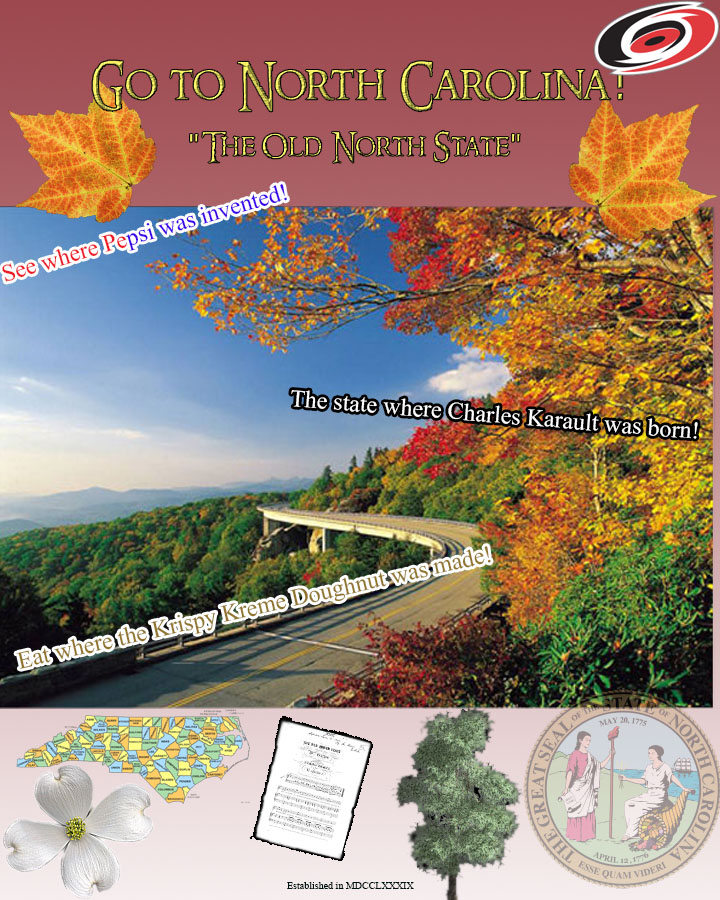 Go to North Carolina!
"The Old North State"
See where Pepsi was invented!
The state where Charles Karault was born!
Eat where the Krispy Kreme Doughnut was made!
THE GREAT SEAL OF THE STATE OF NORTH CAROLINA
MAY 20, 1775
APRIL 12, 1776
ESSE QUAM VIDERI
Established in MDCCLXXXIX